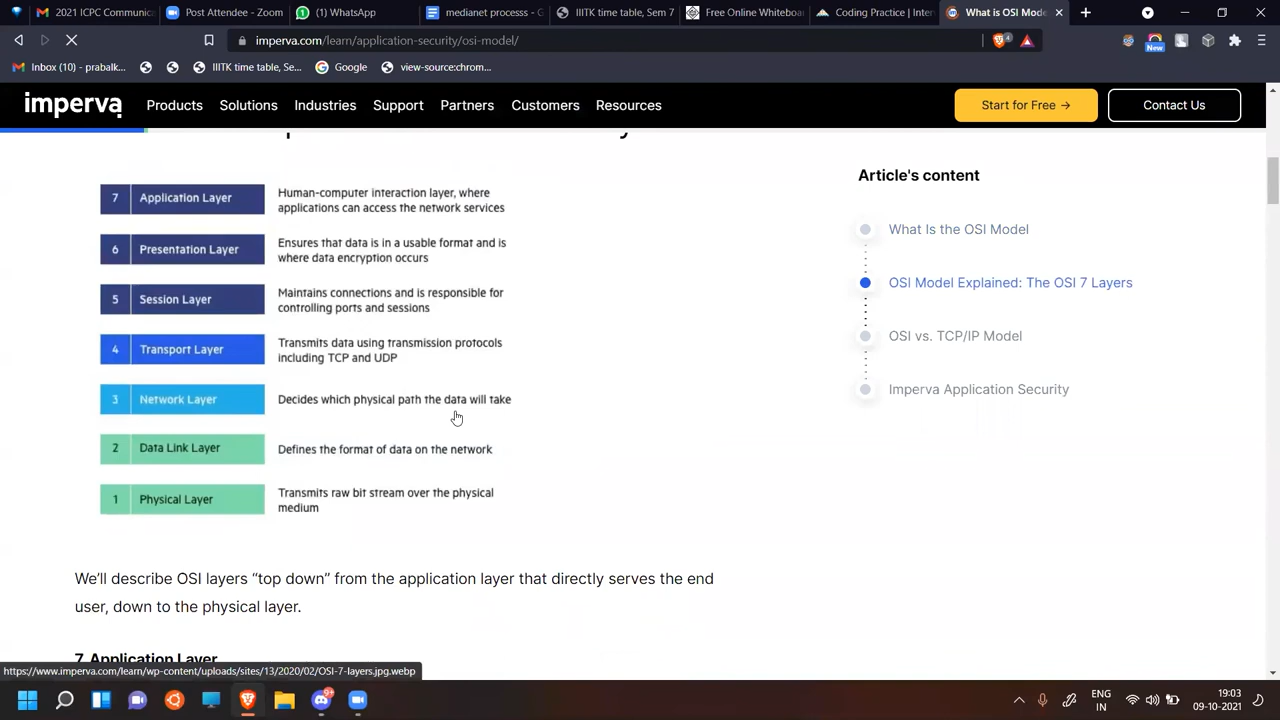 2021 ICPC Communic
Post Attendee - Zoom
(1) WhatsApp
medianet processs - G
IIITK time table, Sem 7
Free Online Whiteboa
Coding Practice | Inter
What is OSI Mode
imperva.com/learn/application-security/osi-model/
4
New
Inbox (10) - prabalk...
IIITK time table, Se...
Google
view-source:chrom...
imperva
Products
Solutions
Industries
Support
Partners
Customers
Resources
Start for Free →
Contact Us
7 Application Layer
Human-computer interaction layer, where
applications can access the network services
6 Presentation Layer
Ensures that data is in a usable format and is
where data encryption occurs
5 Session Layer
Maintains connections and is responsible for
controlling ports and sessions
4 Transport Layer
Transmits data using transmission protocols
including TCP and UDP
3 Network Layer
Decides which physical path the data will take
2 Data Link Layer
Defines the format of data on the network
1 Physical Layer
Transmits raw bit stream over the physical
medium
Article's content
What Is the OSI Model
OSI Model Explained: The OSI 7 Layers
OSI vs. TCP/IP Model
Imperva Application Security
We'll describe OSI layers “top down” from the application layer that directly serves the end
user, down to the physical layer.
7. Application Layer
https://www.imperva.com/learn/wp-content/uploads/sites/13/2020/02/OSI-7-layers.jpg.webp
9+
ENG
IN
19:03
09-10-2021